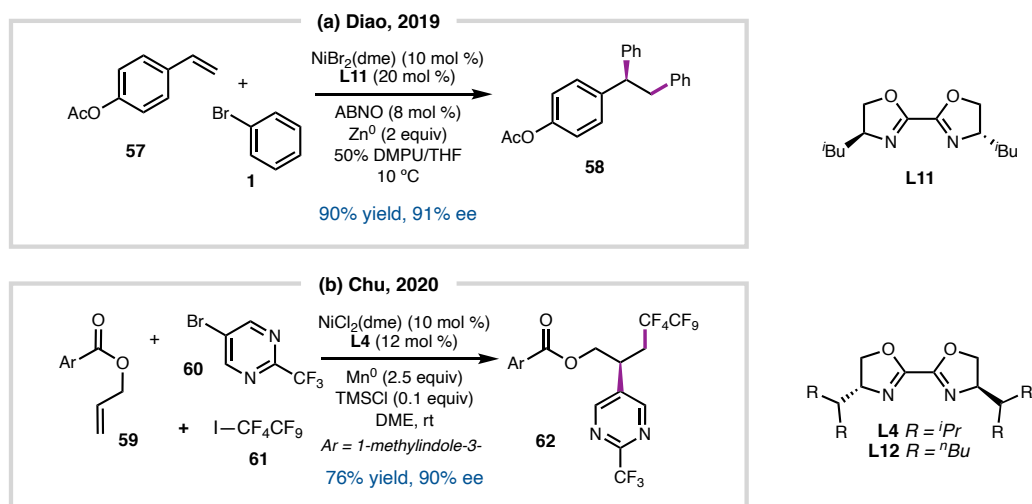 (a) Diao, 2019
NiBr2(dme) (10 mol %)
L11 (20 mol %)
ABNO (8 mol %)
Zn⁰ (2 equiv)
50% DMPU/THF
10 ºC
AcO
57
+
Br
1
Ph
Ph
AcO
58
90% yield, 91% ee
O
O
N
N
iBu
iBu
L11
(b) Chu, 2020
NiCl2(dme) (10 mol %)
L4 (12 mol %)
Mn⁰ (2.5 equiv)
TMSCl (0.1 equiv)
DME, rt
Ar = 1-methylindole-3-
76% yield, 90% ee
O
Ar
O
59
+
Br
N
N
CF3
60
+
I—CF4CF9
61
O
Ar
O
CF4CF9
N
N
CF3
62
O
O
N
N
R
R
R
R
L4 R = iPr
L12 R = nBu